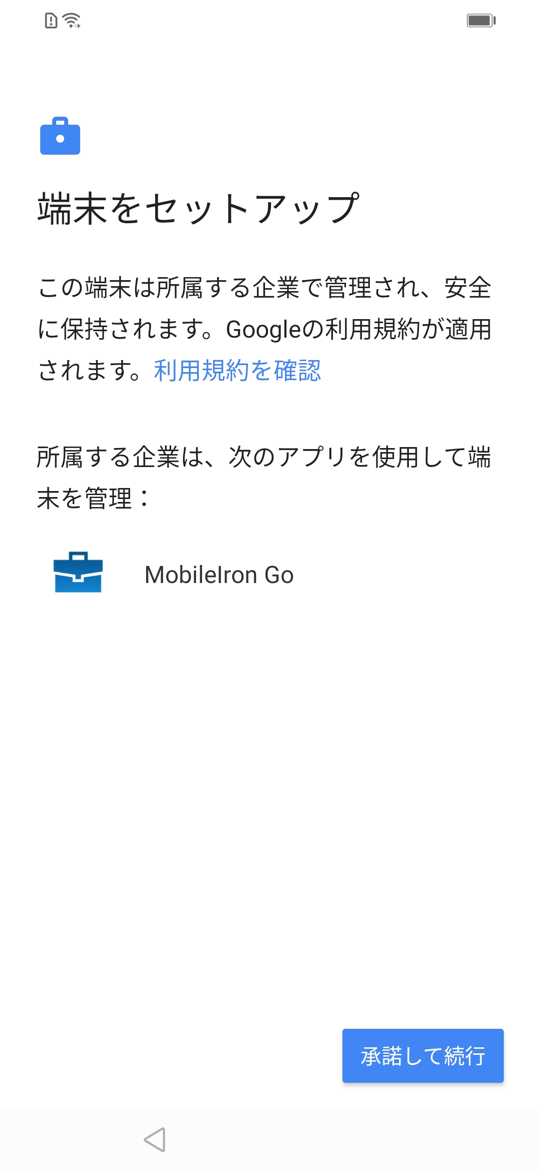 端末をセットアップ
この端末は所属する企業で管理され、安全
に保持されます。Googleの利用規約が適用
されます。利用規約を確認
所属する企業は、次のアプリを使用して端
末を管理：
MobileIron Go
承諾して続行